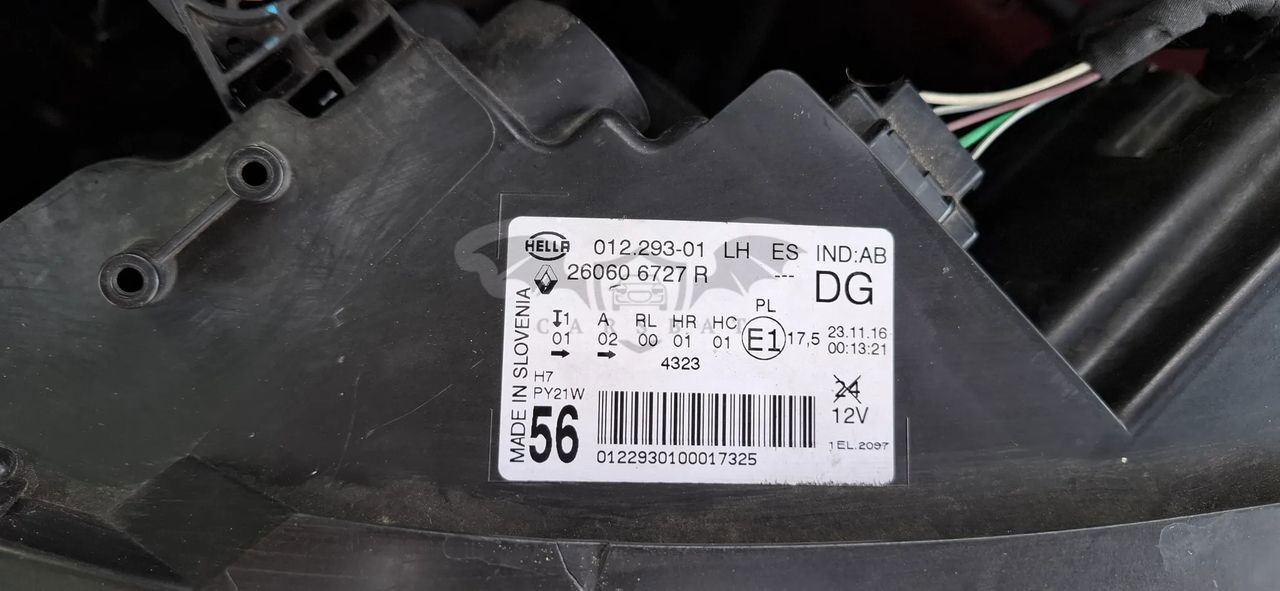 HELLA 012.293-01 LH ES IND:AB
26060 6727 R --- DG
MADE IN SLOVENIA
PL
1 A RL HR HC
01 02 00 01 01 E1 17,5 23.11.16
4323 00:13:21
H7
PY21W
24
12V
56
1EL.2097
0122930100017325
CARSBAT